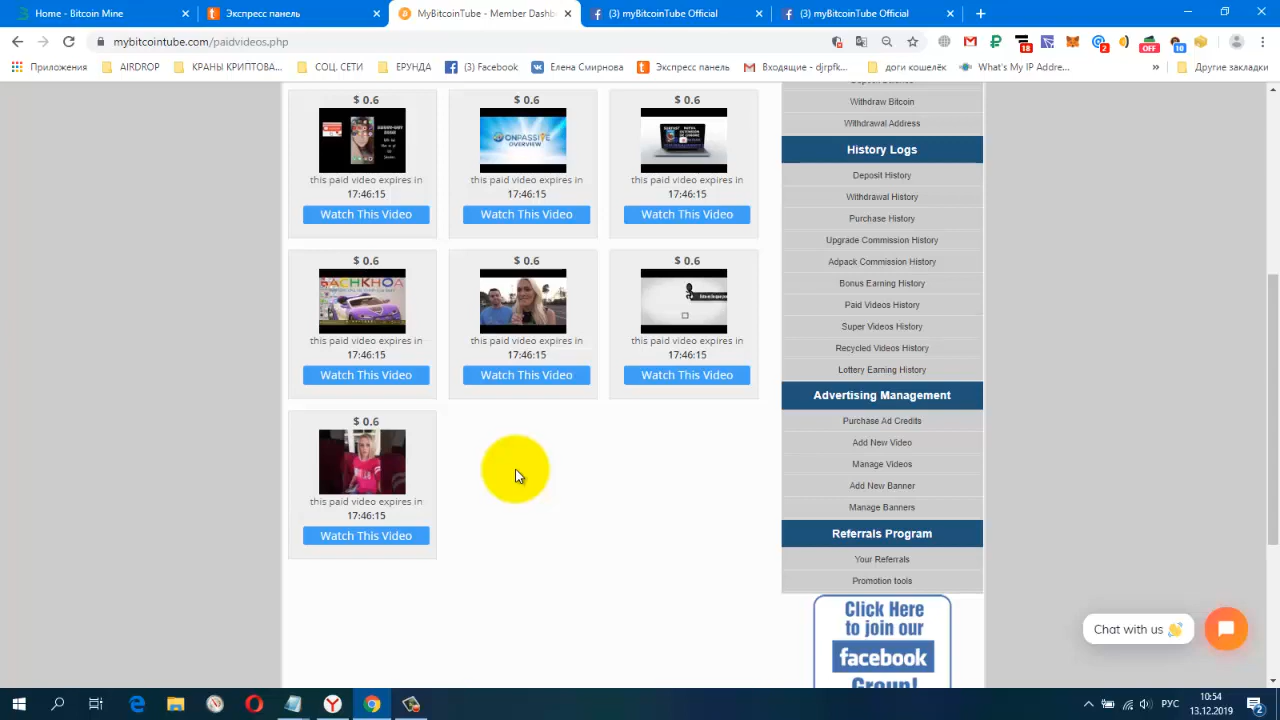 Home - Bitcoin Mine
Экспресс панель
MyBitcoinTube - Member Dashb
(3) MyBitcoinTube Official
(3) MyBitcoinTube Official
mybitcointube.com/paidvideos.php
18
2
OFF
10
Приложения
AIRDROP
КРАНЫ КРИПТОВА...
СОЦ. СЕТИ
ЕРУНДА
(3) Facebook
Елена Смирнова
Экспресс панель
Входящие - djrpfk...
доги кошелёк
What's My IP Addre...
»
Другие закладки
$ 0.6
$ 0.6
$ 0.6
ONPASSIVE
OVERVIEW
this paid video expires in
this paid video expires in
this paid video expires in
17:46:15
17:46:15
17:46:15
Watch This Video
Watch This Video
Watch This Video
$ 0.6
$ 0.6
$ 0.6
this paid video expires in
this paid video expires in
this paid video expires in
17:46:15
17:46:15
17:46:15
Watch This Video
Watch This Video
Watch This Video
$ 0.6
this paid video expires in
17:46:15
Watch This Video
Withdraw Bitcoin
Withdrawal Address
History Logs
Deposit History
Withdrawal History
Purchase History
Upgrade Commission History
Adpack Commission History
Bonus Earning History
Paid Videos History
Super Videos History
Recycled Videos History
Lottery Earning History
Advertising Management
Purchase Ad Credits
Add New Video
Manage Videos
Add New Banner
Manage Banners
Referrals Program
Your Referrals
Promotion tools
Click Here
to join our
facebook
Group!
Chat with us
РУС
10:54
13.12.2019
2